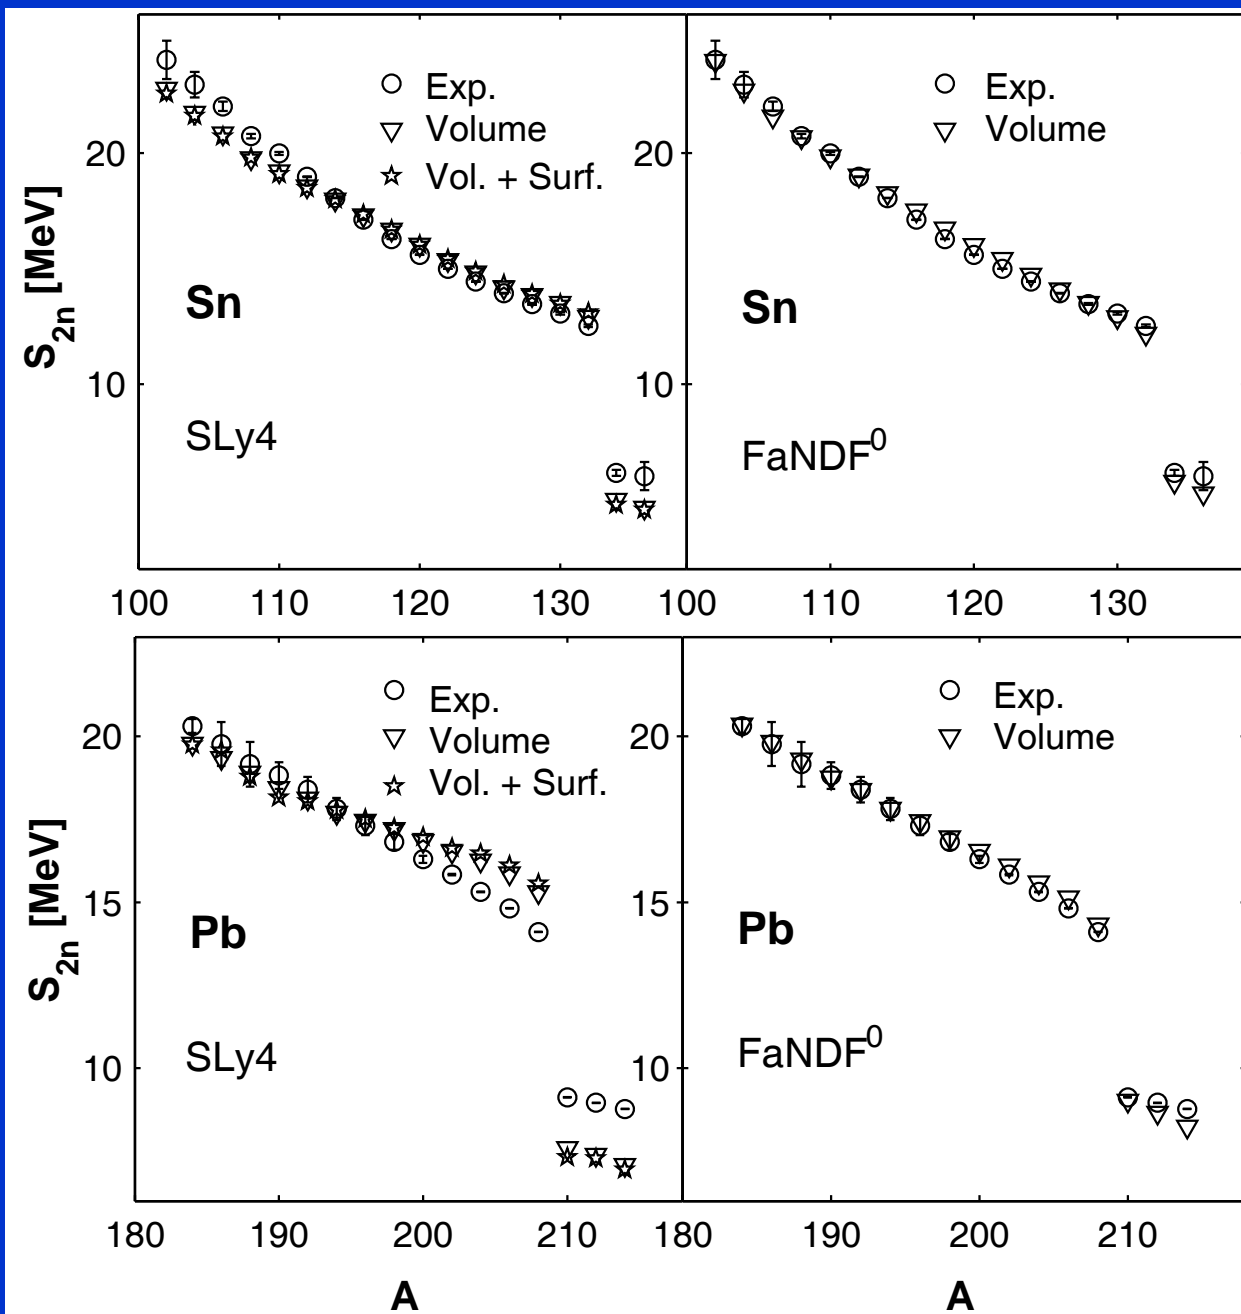 Exp.
Volume
Vol. + Surf.
Sn
SLy4
S2n [MeV]
20
10
100 110 120 130
Exp.
Volume
Sn
FaNDF0
20
10
100 110 120 130
Exp.
Volume
Vol. + Surf.
Pb
SLy4
S2n [MeV]
20
15
10
180 190 200 210
A
Exp.
Volume
Pb
FaNDF0
20
15
10
180 190 200 210
A